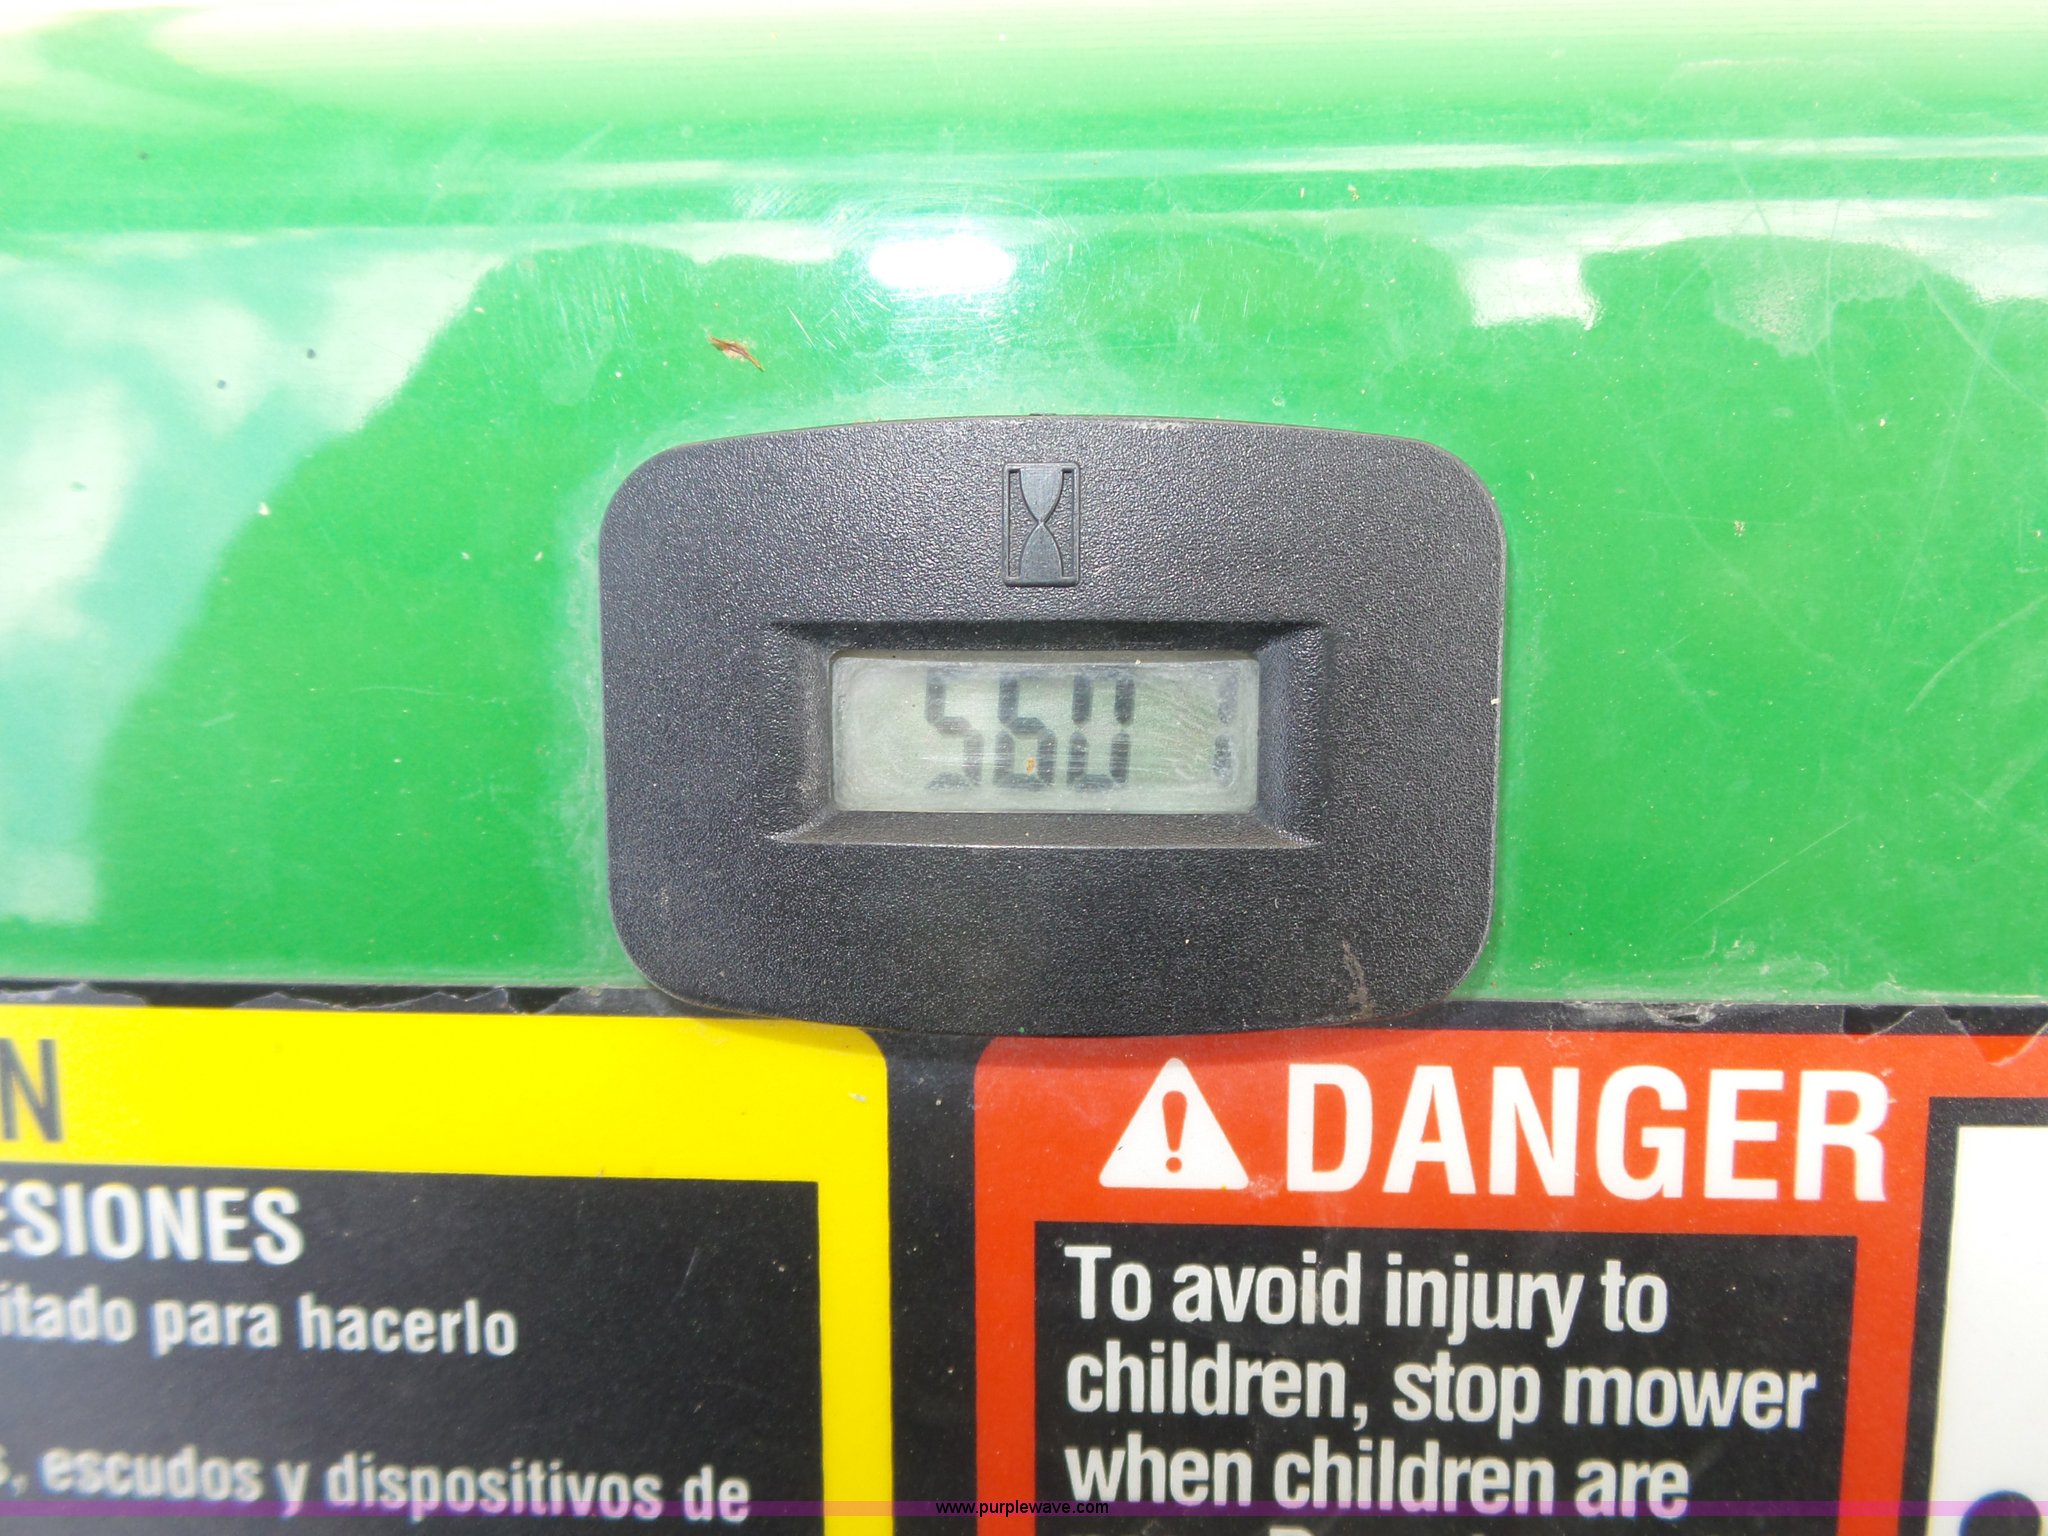 560
N
ESIONES
itado para hacerlo
, escudos y dispositivos de
DANGER
To avoid injury to
children, stop mower
when children are
www.purplewave.com